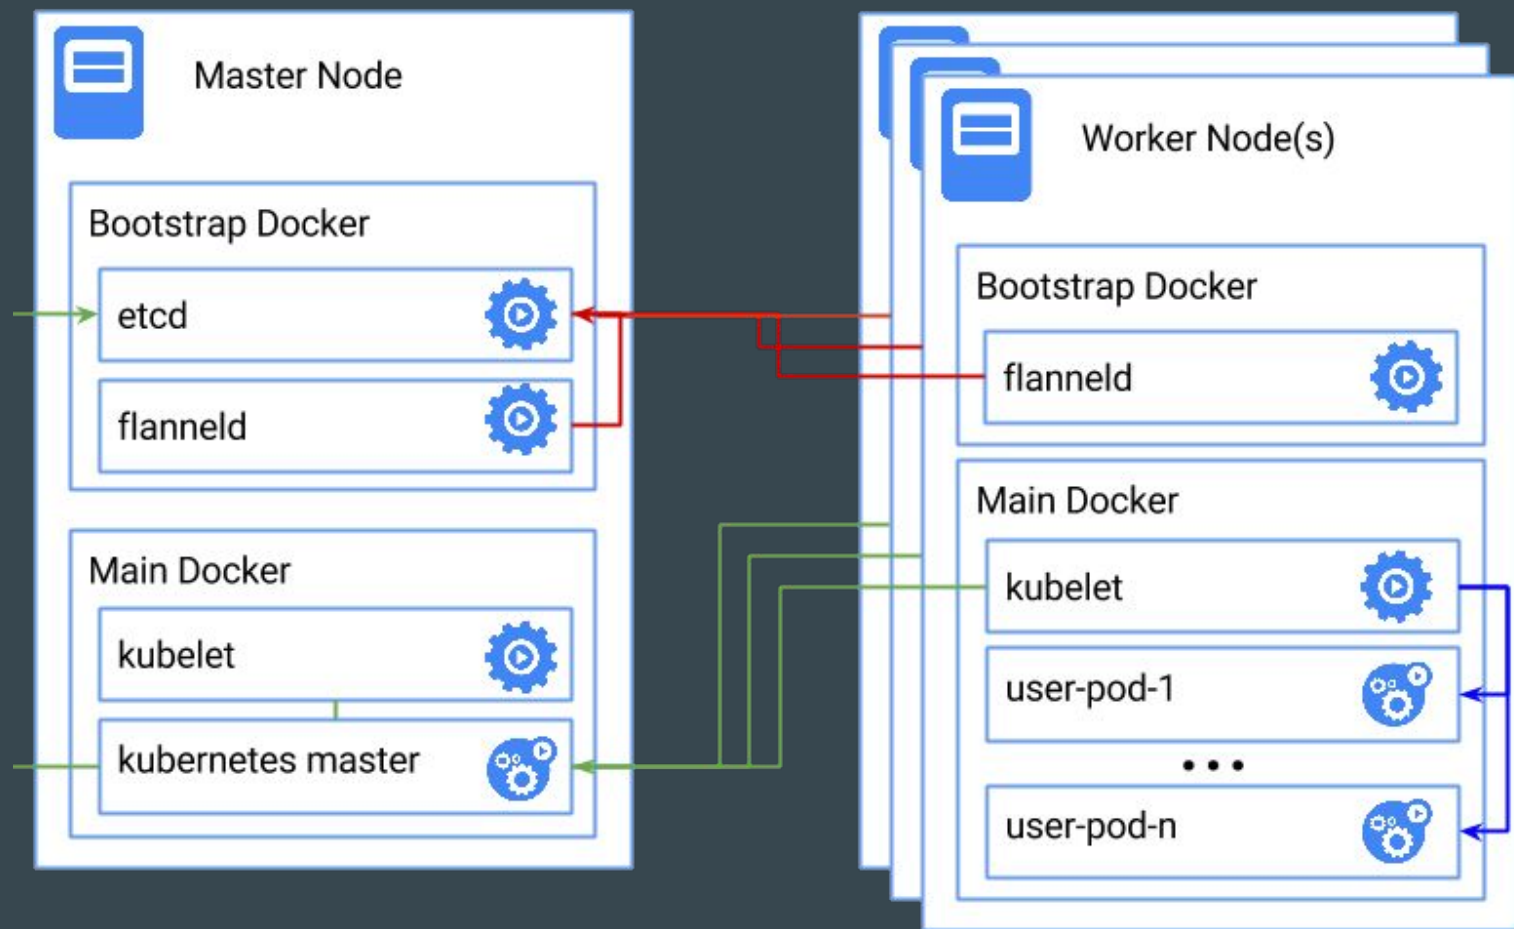 Master Node
Bootstrap Docker
etcd
flanneld
Main Docker
kubelet
kubernetes master
Worker Node(s)
Bootstrap Docker
flanneld
Main Docker
kubelet
user-pod-1
...
user-pod-n